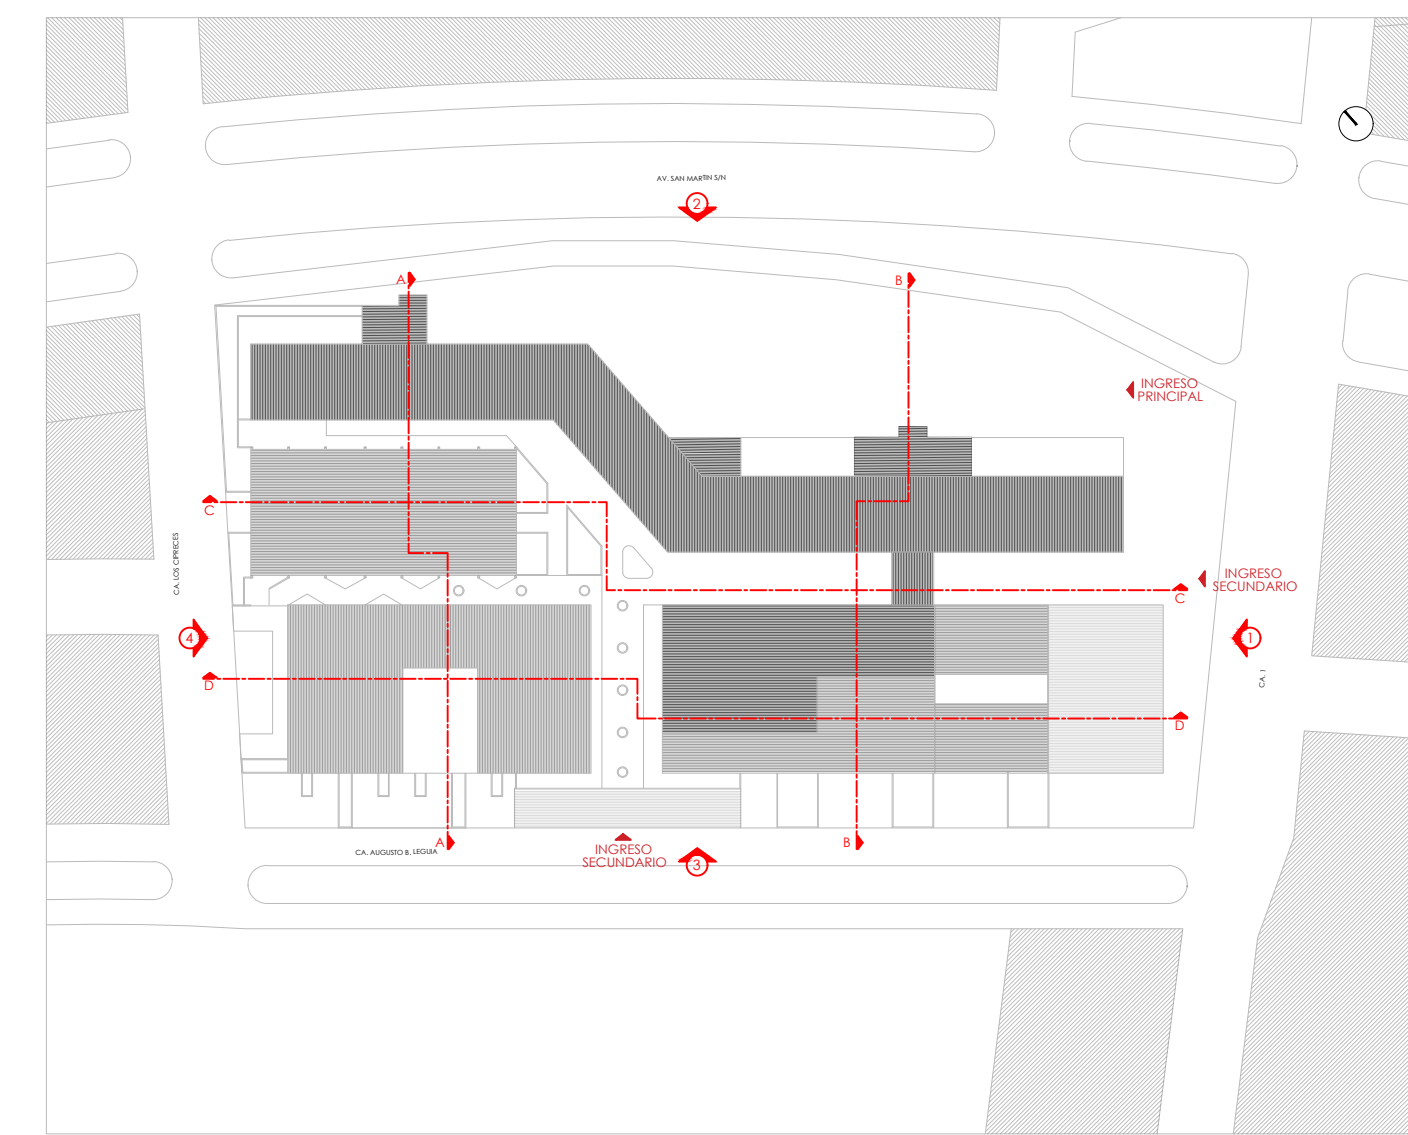 AV. SAN MARTIN S/N
2
A
B
INGRESO
PRINCIPAL
C
CA. LOS CIPRECES
INGRESO
SECUNDARIO
C
4
1
D
CA. 1
D
A
B
CA. AUGUSTO B. LEGUIA
INGRESO
SECUNDARIO
3